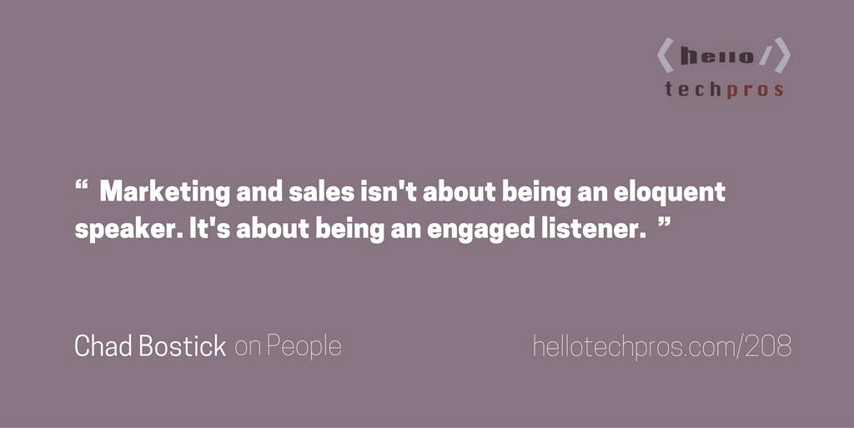 <hello/>
techpros
“ Marketing and sales isn't about being an eloquent
speaker. It's about being an engaged listener. ”
Chad Bostick on People
hellotechpros.com/208